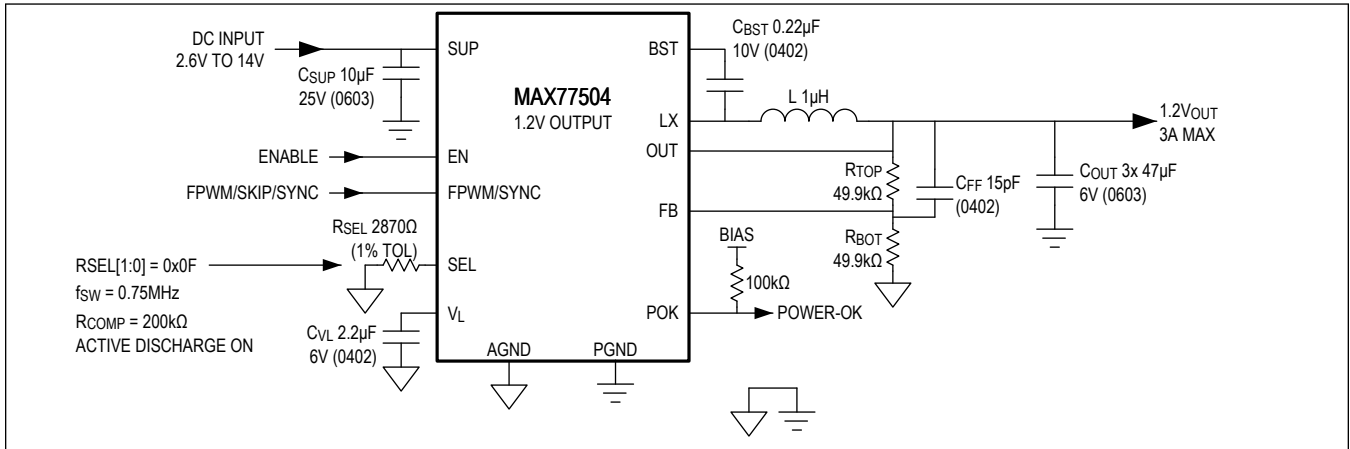 DC INPUT
2.6V TO 14V
CSUP 10µF
25V (0603)
ENABLE
FPWM/SKIP/SYNC
RSEL 2870Ω
(1% TOL)
RSEL[1:0] = 0x0F
fSW = 0.75MHz
RCOMP = 200kΩ
ACTIVE DISCHARGE ON
CVL 2.2µF
6V (0402)
SUP
BST
MAX77504
1.2V OUTPUT
LX
OUT
EN
FPWM/SYNC
FB
SEL
VL
POK
AGND
PGND
CBST 0.22µF
10V (0402)
L 1µH
1.2VOUT
3A MAX
RTOP
49.9kΩ
CFF 15pF
(0402)
COUT 3x 47µF
6V (0603)
RBOT
49.9kΩ
BIAS
100kΩ
POWER-OK